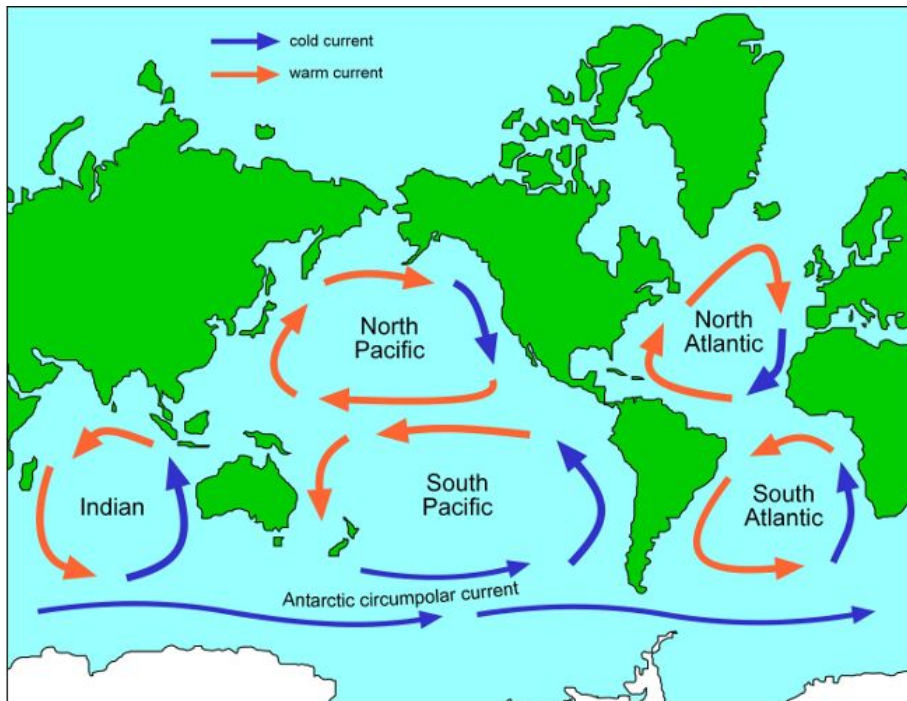 cold current
warm current
North
Pacific
North
Atlantic
Indian
South
Pacific
South
Atlantic
Antarctic circumpolar current